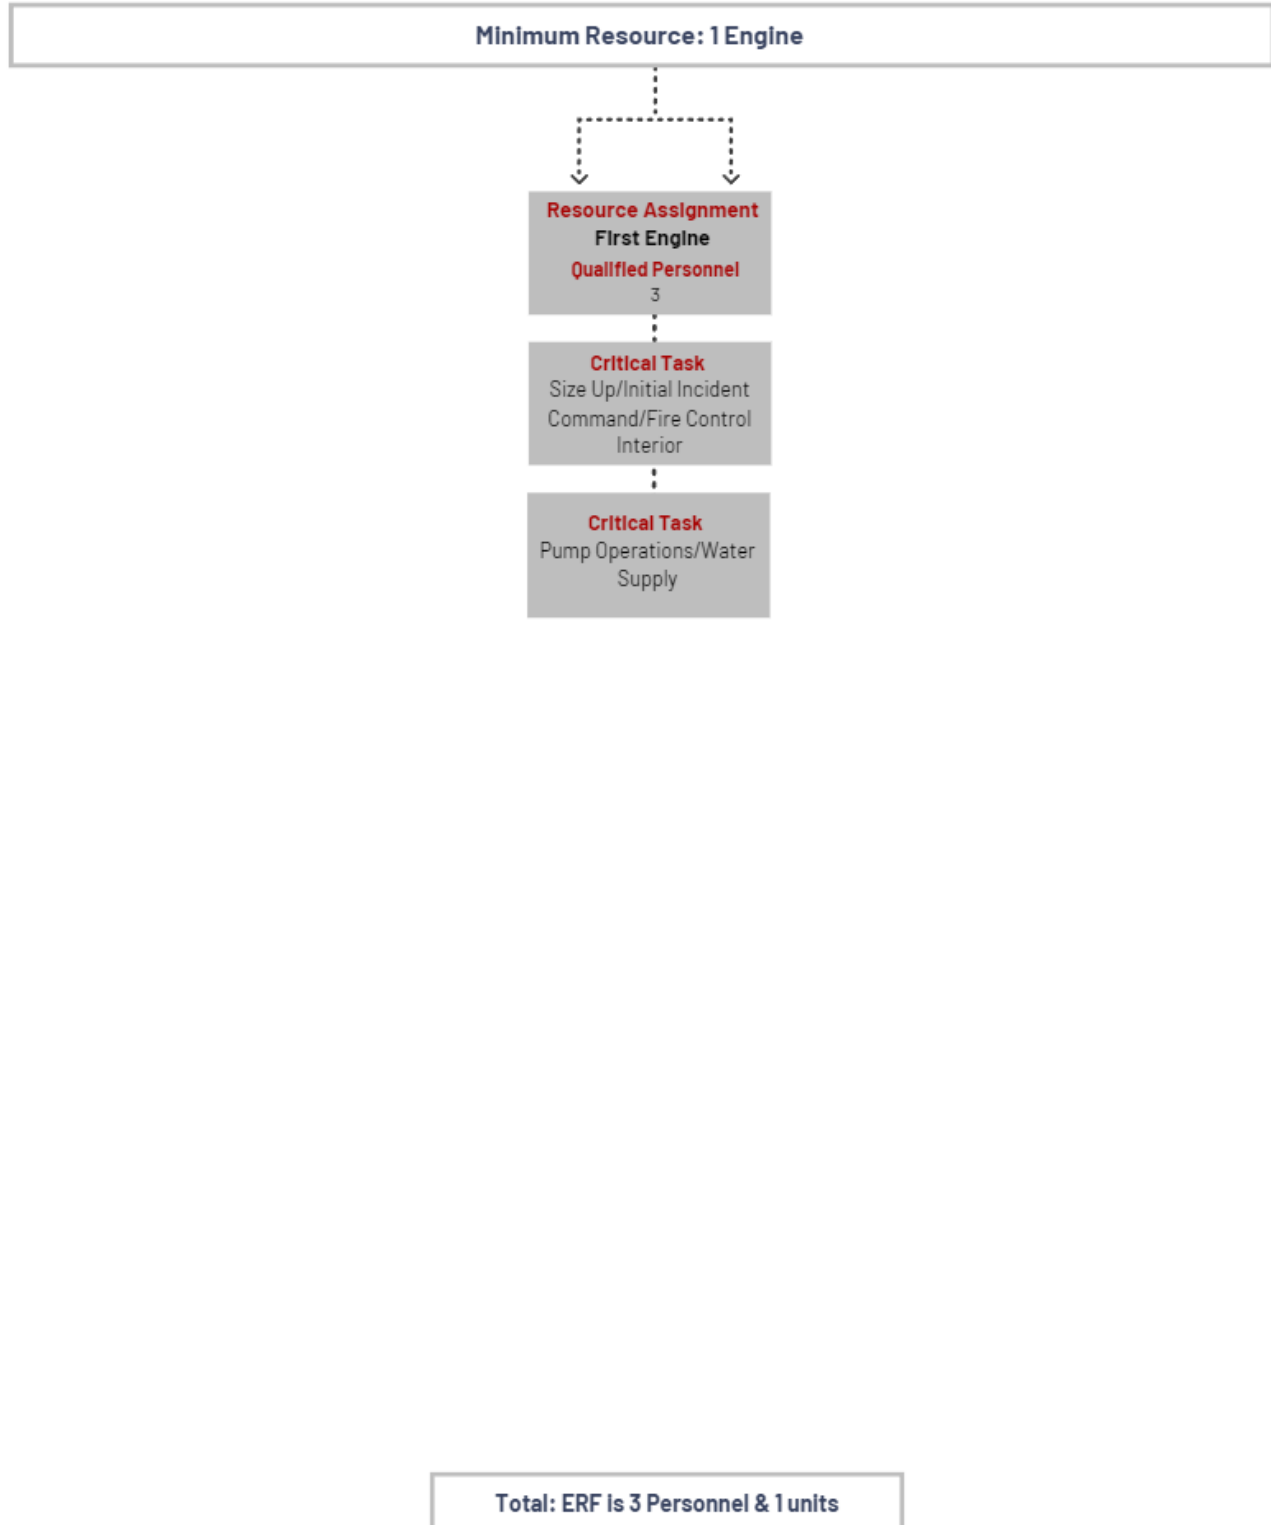 Minimum Resource: 1 Engine
Resource Assignment
First Engine
Qualified Personnel
3
Critical Task
Size Up/Initial Incident
Command/Fire Control
Interior
Critical Task
Pump Operations/Water
Supply
Total: ERF is 3 Personnel & 1 units